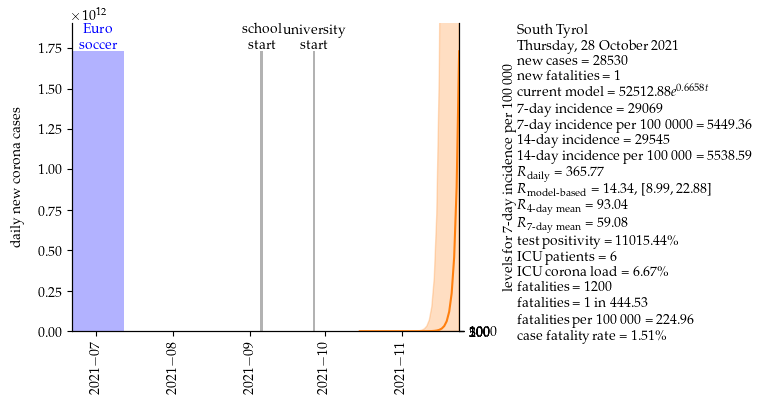 ×10¹²
Euro
soccer
school
start
university
start
1.75
1.50
1.25
1.00
0.75
0.50
0.25
0.00
daily new corona cases
2021−07
2021−08
2021−09
2021−10
2021−11
levels for 7-day incidence per 100 000
South Tyrol
Thursday, 28 October 2021
new cases = 28530
new fatalities = 1
current model = 52512.88e^0.6658t
7-day incidence = 29069
7-day incidence per 100 0000 = 5449.36
14-day incidence = 29545
14-day incidence per 100 000 = 5538.59
R_daily = 365.77
R_model-based = 14.34, [8.99, 22.88]
R_4-day mean = 93.04
R_7-day mean = 59.08
test positivity = 11015.44%
ICU patients = 6
ICU corona load = 6.67%
fatalities = 1200
fatalities = 1 in 444.53
fatalities per 100 000 = 224.96
case fatality rate = 1.51%